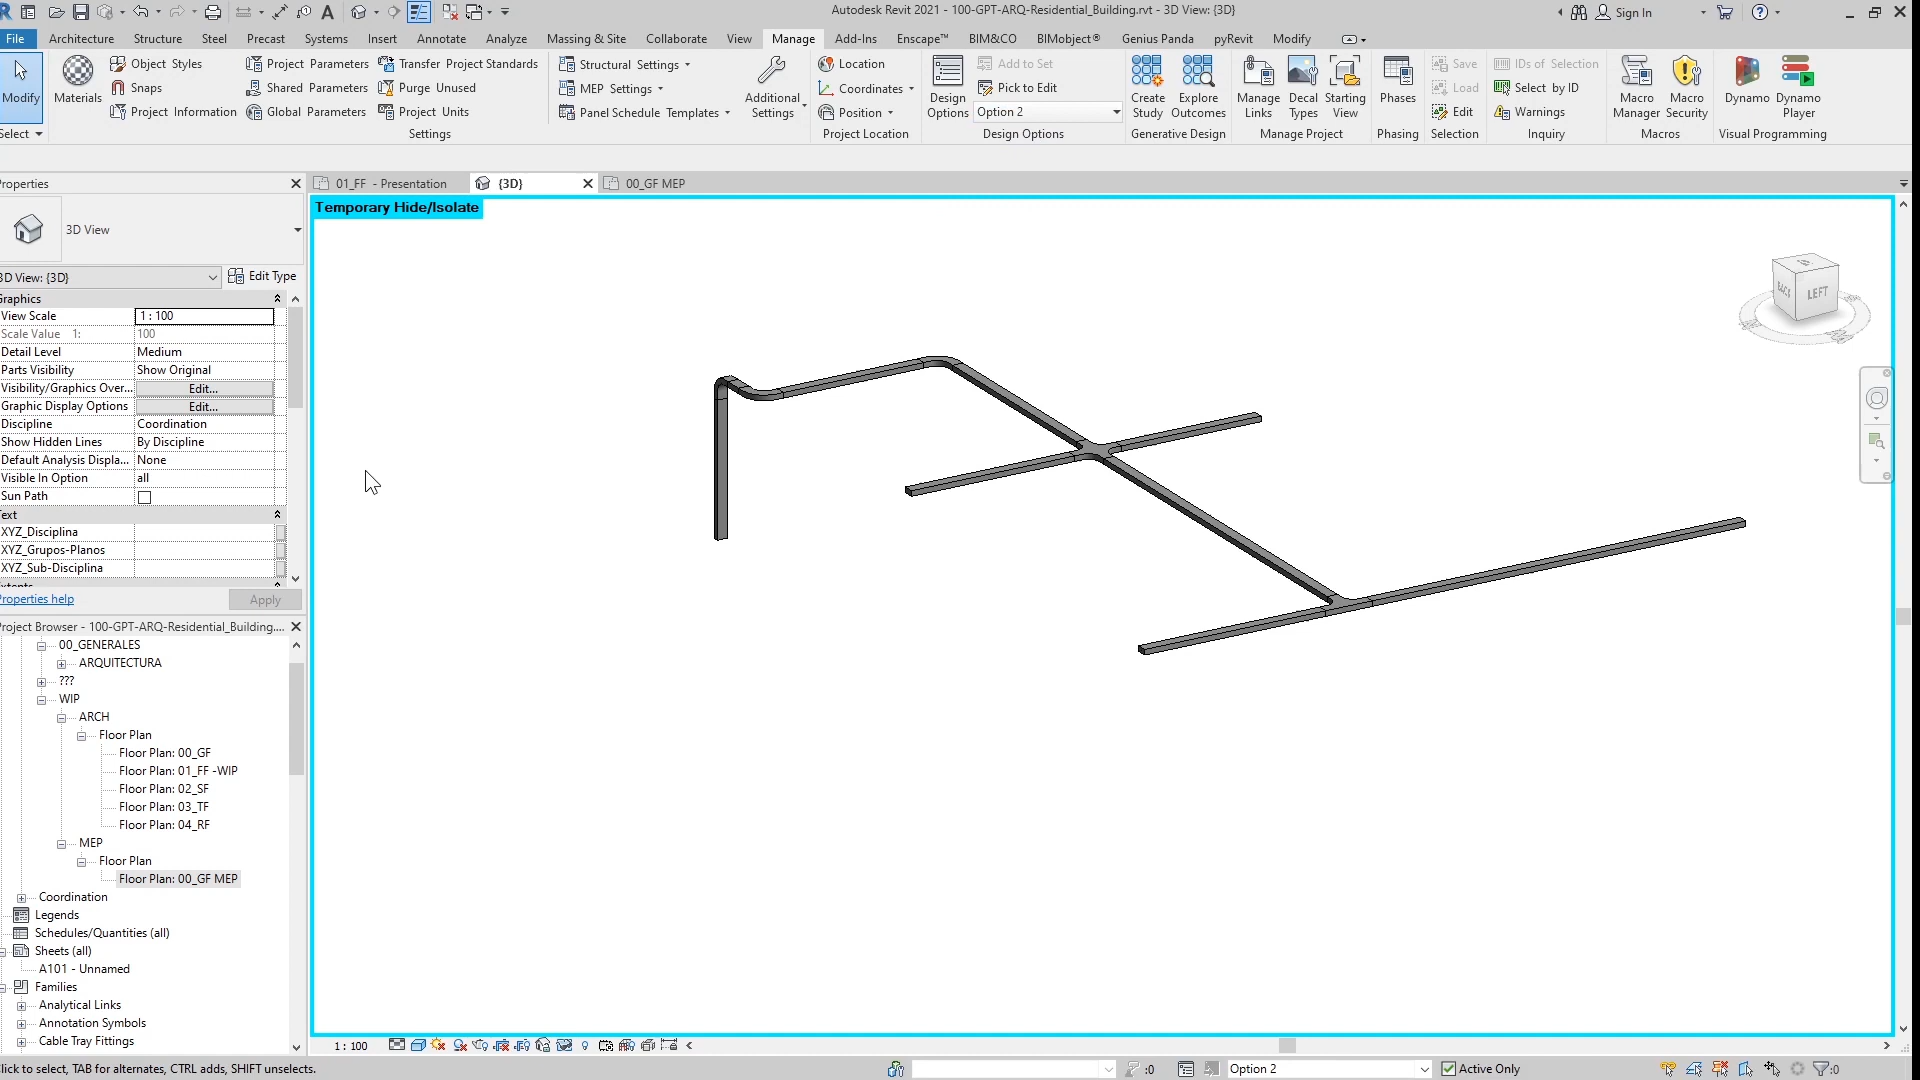 Autodesk Revit 2021 - 100-GPT-ARQ-Residential_Building.rvt - 3D View: {3D}
Sign In
File Architecture Structure Steel Precast Systems Insert Annotate Analyze Massing & Site Collaborate View Manage Add-Ins Enscape™ BIM&CO BIMobject® Genius Panda pyRevit Modify
Modify
Select
Materials
Object Styles
Snaps
Project Information
Project Parameters
Shared Parameters
Global Parameters
Transfer Project Standards
Purge Unused
Project Units
Settings
Structural Settings
MEP Settings
Panel Schedule Templates
Additional Settings
Location
Coordinates
Position
Project Location
Design Options
Add to Set
Pick to Edit
Option 2
Design Options
Create Study
Explore Outcomes
Generative Design
Manage Links
Decal Types
Starting View
Manage Project
Phases
Phasing
Save
Load
Edit
Selection
IDs of Selection
Select by ID
Warnings
Inquiry
Macro Manager
Macro Security
Macros
Dynamo
Dynamo Player
Visual Programming
Properties
01_FF - Presentation
{3D}
00_GF MEP
Temporary Hide/Isolate
3D View
3D View: {3D}
Edit Type
Graphics
View Scale 1 : 100
Scale Value 1: 100
Detail Level Medium
Parts Visibility Show Original
Visibility/Graphics Over... Edit...
Graphic Display Options Edit...
Discipline Coordination
Show Hidden Lines By Discipline
Default Analysis Displa... None
Visible In Option all
Sun Path
Text
XYZ_Disciplina
XYZ_Grupos-Planos
XYZ_Sub-Disciplina
Extents
Properties help
Apply
Project Browser - 100-GPT-ARQ-Residential_Building....
00_GENERALES
ARQUITECTURA
???
WIP
ARCH
Floor Plan
Floor Plan: 00_GF
Floor Plan: 01_FF -WIP
Floor Plan: 02_SF
Floor Plan: 03_TF
Floor Plan: 04_RF
MEP
Floor Plan
Floor Plan: 00_GF MEP
Coordination
Legends
Schedules/Quantities (all)
Sheets (all)
A101 - Unnamed
Families
Analytical Links
Annotation Symbols
Cable Tray Fittings
BACK
LEFT
1 : 100
Click to select, TAB for alternates, CTRL adds, SHIFT unselects.
:0
Option 2
Active Only
:0